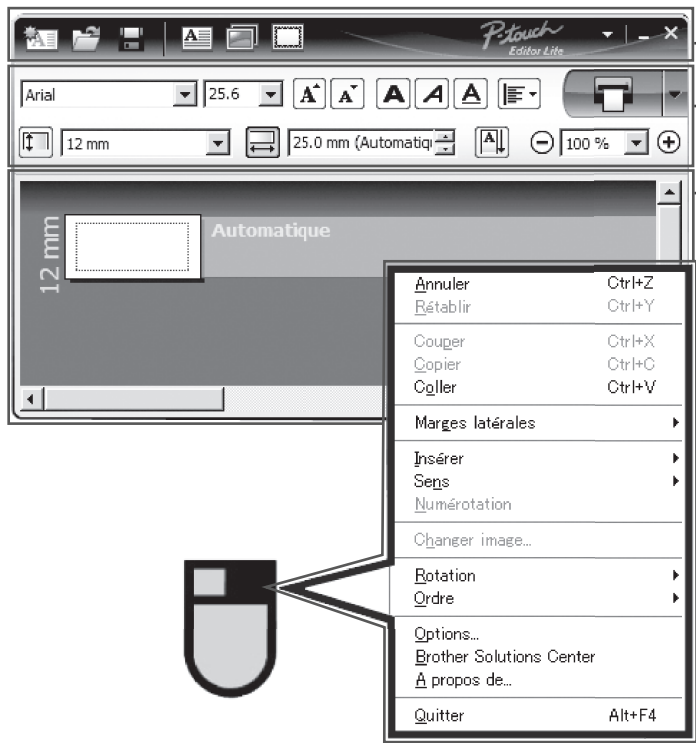 P-touch
Editor Lite
Arial 25.6 A A A A A
12 mm 25.0 mm (Automatiq A 100 %
12 mm
Automatique
Annuler Ctrl+Z
Rétablir Ctrl+Y
Couper Ctrl+X
Copier Ctrl+C
Coller Ctrl+V
Marges latérales
Insérer
Sens
Numérotation
Changer image...
Rotation
Ordre
Options...
Brother Solutions Center
A propos de...
Quitter Alt+F4